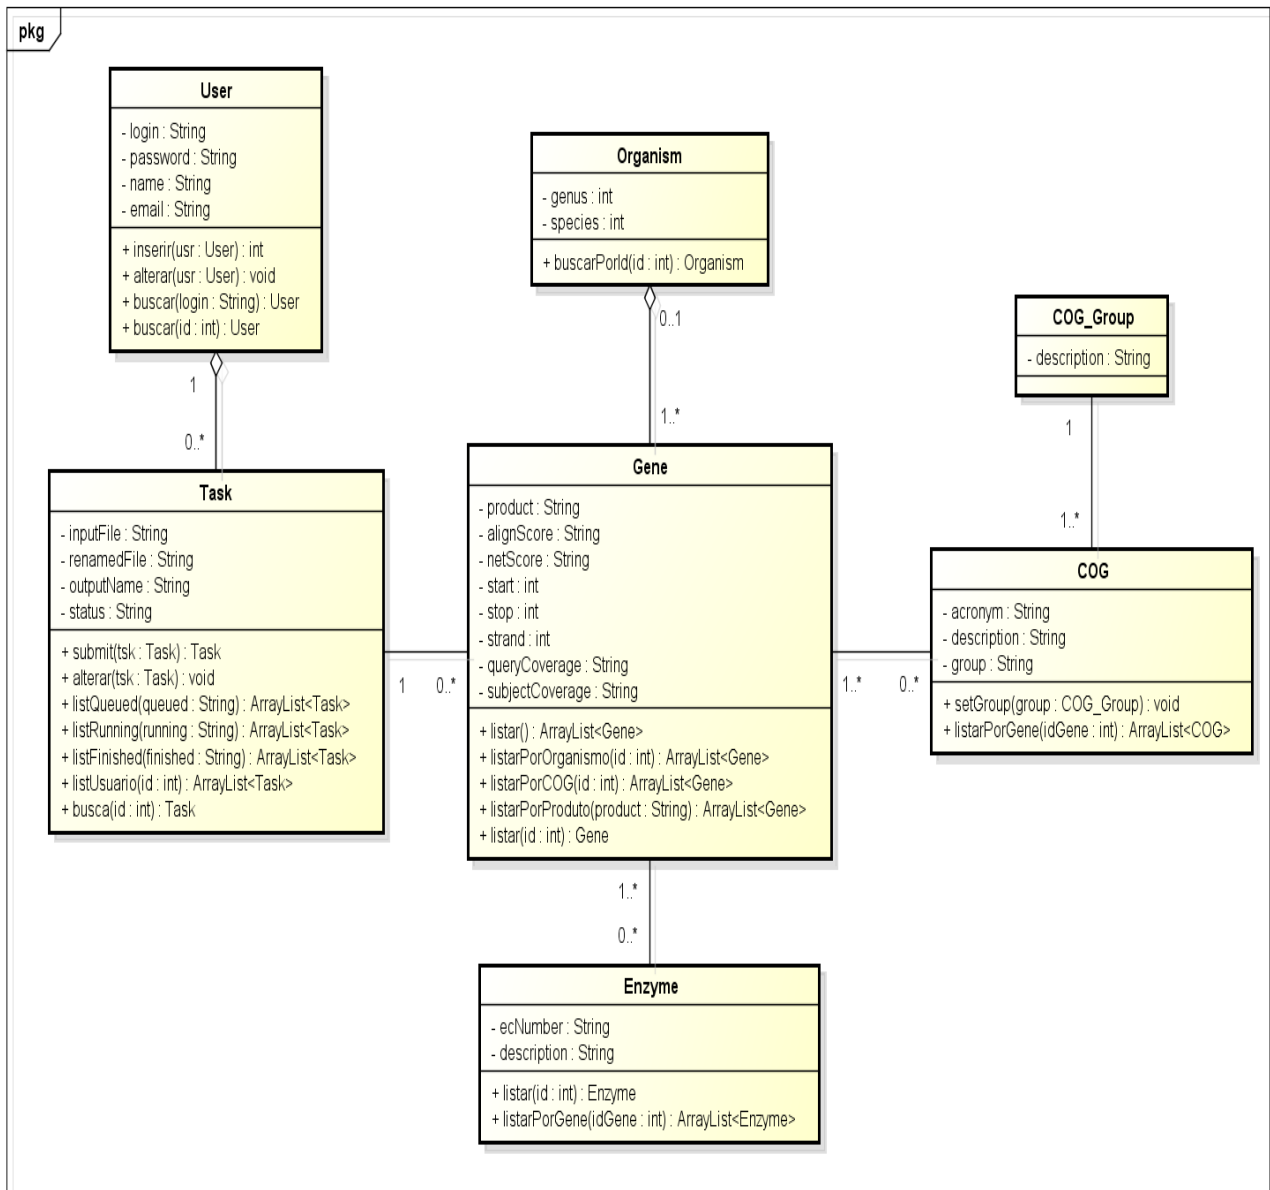 pkg
User
- login : String
- password : String
- name : String
- email : String
+ inserir(usr : User) : int
+ alterar(usr : User) : void
+ buscar(login : String) : User
+ buscar(id : int) : User
1
0..*
Organism
- genus : int
- species : int
+ buscarPorId(id : int) : Organism
0..1
1..*
COG_Group
- description : String
1
1..*
Task
- inputFile : String
- renamedFile : String
- outputName : String
- status : String
+ submit(tsk : Task) : Task
+ alterar(tsk : Task) : void
+ listQueued(queued : String) : ArrayList<Task>
+ listRunning(running : String) : ArrayList<Task>
+ listFinished(finished : String) : ArrayList<Task>
+ listUsuario(id : int) : ArrayList<Task>
+ busca(id : int) : Task
1
0..*
Gene
- product : String
- alignScore : String
- netScore : String
- start : int
- stop : int
- strand : int
- queryCoverage : String
- subjectCoverage : String
+ listar() : ArrayList<Gene>
+ listarPorOrganismo(id : int) : ArrayList<Gene>
+ listarPorCOG(id : int) : ArrayList<Gene>
+ listarPorProduto(product : String) : ArrayList<Gene>
+ listar(id : int) : Gene
1..*
0..*
COG
- acronym : String
- description : String
- group : String
+ setGroup(group : COG_Group) : void
+ listarPorGene(idGene : int) : ArrayList<COG>
1..*
0..*
Enzyme
- ecNumber : String
- description : String
+ listar(id : int) : Enzyme
+ listarPorGene(idGene : int) : ArrayList<Enzyme>